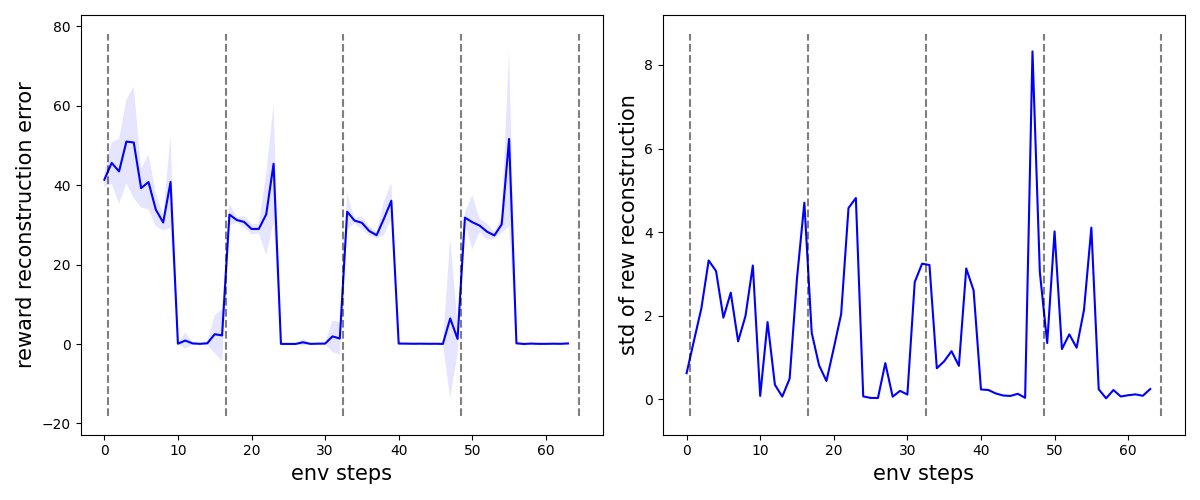 80
60
40
20
0
−20
0 10 20 30 40 50 60
reward reconstruction error
env steps
8
6
4
2
0
0 10 20 30 40 50 60
std of rew reconstruction
env steps